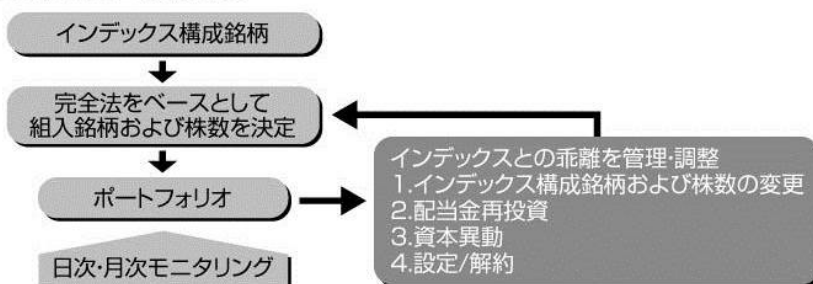 インデックス構成銘柄
完全法をベースとして
組入銘柄および株数を決定
ポートフォリオ
日次・月次モニタリング
インデックスとの乖離を管理・調整
1.インデックス構成銘柄および株数の変更
2.配当金再投資
3.資本異動
4.設定/解約